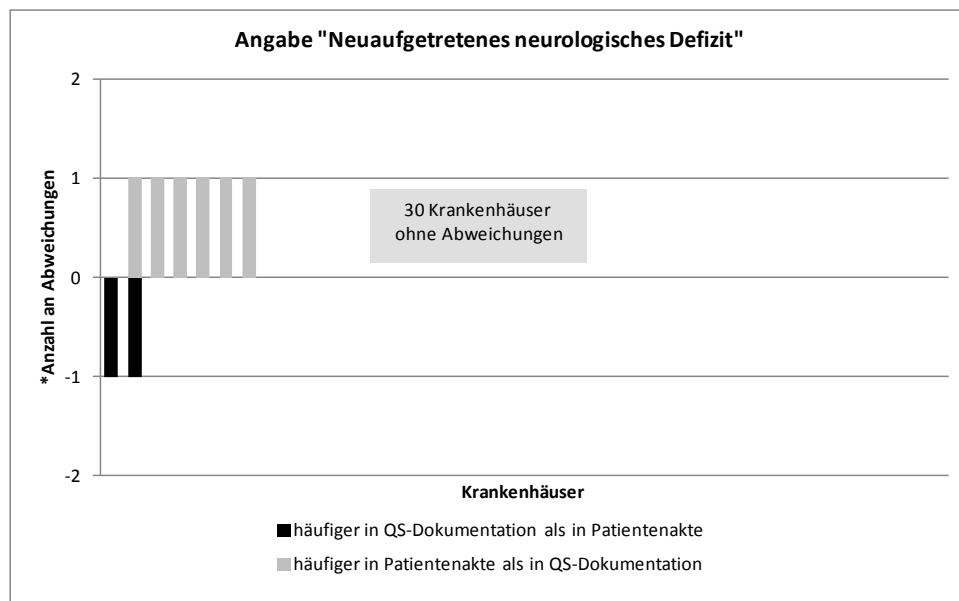 Angabe "Neuaufgetretenes neurologisches Defizit"
2
1
0
-1
-2
*Anzahl an Abweichungen
30 Krankenhäuser
ohne Abweichungen
Krankenhäuser
häufiger in QS-Dokumentation als in Patientenakte
häufiger in Patientenakte als in QS-Dokumentation